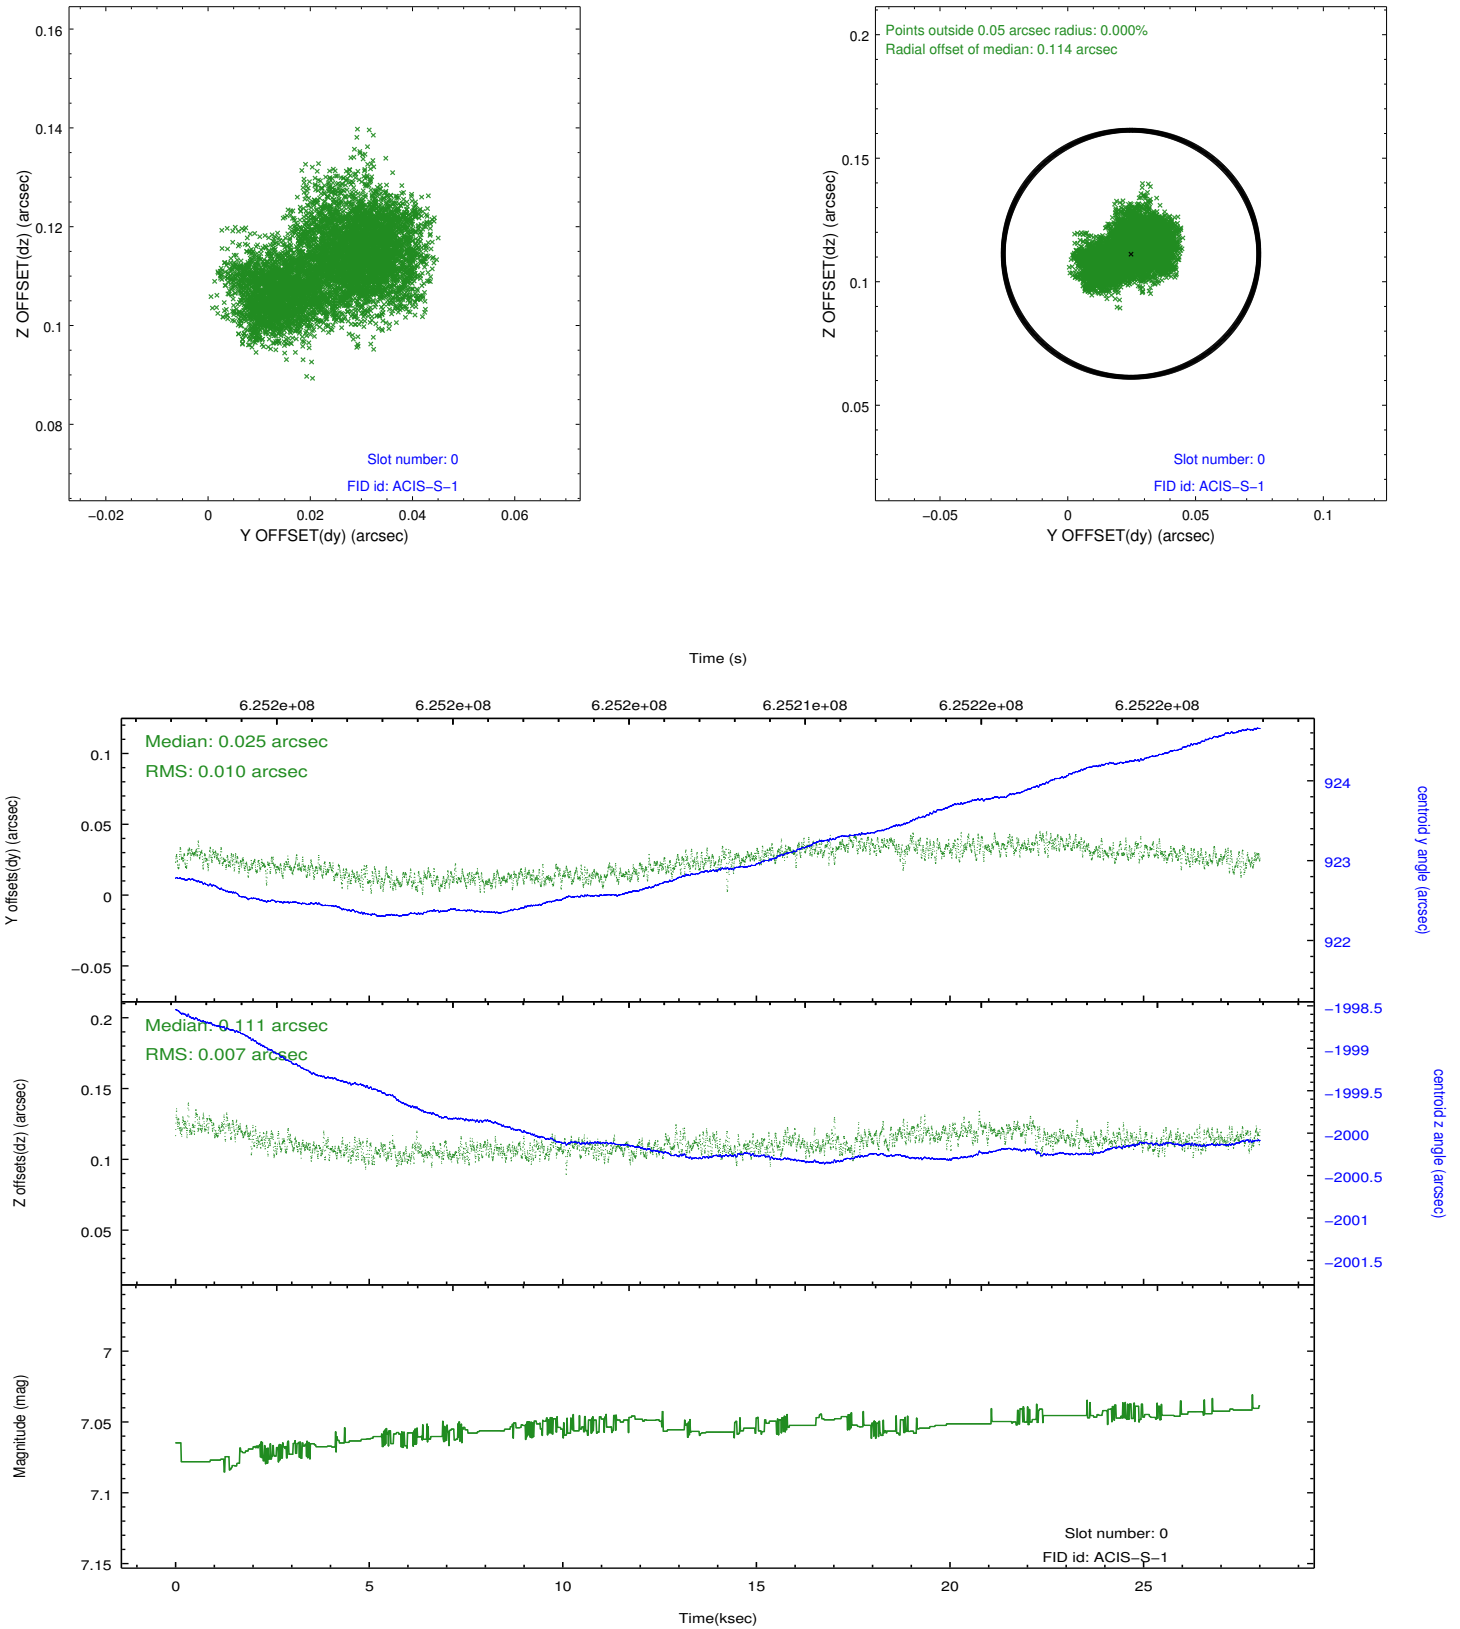 0.16
0.14
0.12
0.1
0.08
Z OFFSET(dz) (arcsec)
Slot number: 0
FID id: ACIS−S−1
−0.02 0 0.02 0.04 0.06
Y OFFSET(dy) (arcsec)
Points outside 0.05 arcsec radius: 0.000%
Radial offset of median: 0.114 arcsec
0.2
0.15
0.1
0.05
Z OFFSET(dz) (arcsec)
Slot number: 0
FID id: ACIS−S−1
−0.05 0 0.05 0.1
Y OFFSET(dy) (arcsec)
Time (s)
6.252e+08 6.252e+08 6.252e+08 6.2521e+08 6.2522e+08 6.2522e+08
Median: 0.025 arcsec
RMS: 0.010 arcsec
0.1
0.05
0
−0.05
Y offsets(dy) (arcsec)
924
923
922
centroid y angle (arcsec)
Median: 0.111 arcsec
RMS: 0.007 arcsec
0.2
0.15
0.1
0.05
Z offsets(dz) (arcsec)
−1998.5
−1999
−1999.5
−2000
−2000.5
−2001
−2001.5
centroid z angle (arcsec)
7
7.05
7.1
7.15
Magnitude (mag)
Slot number: 0
FID id: ACIS−S−1
0 5 10 15 20 25
Time(ksec)